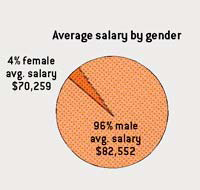 Average salary by gender
4% female
avg. salary
$70,259
96% male
avg. salary
$82,552